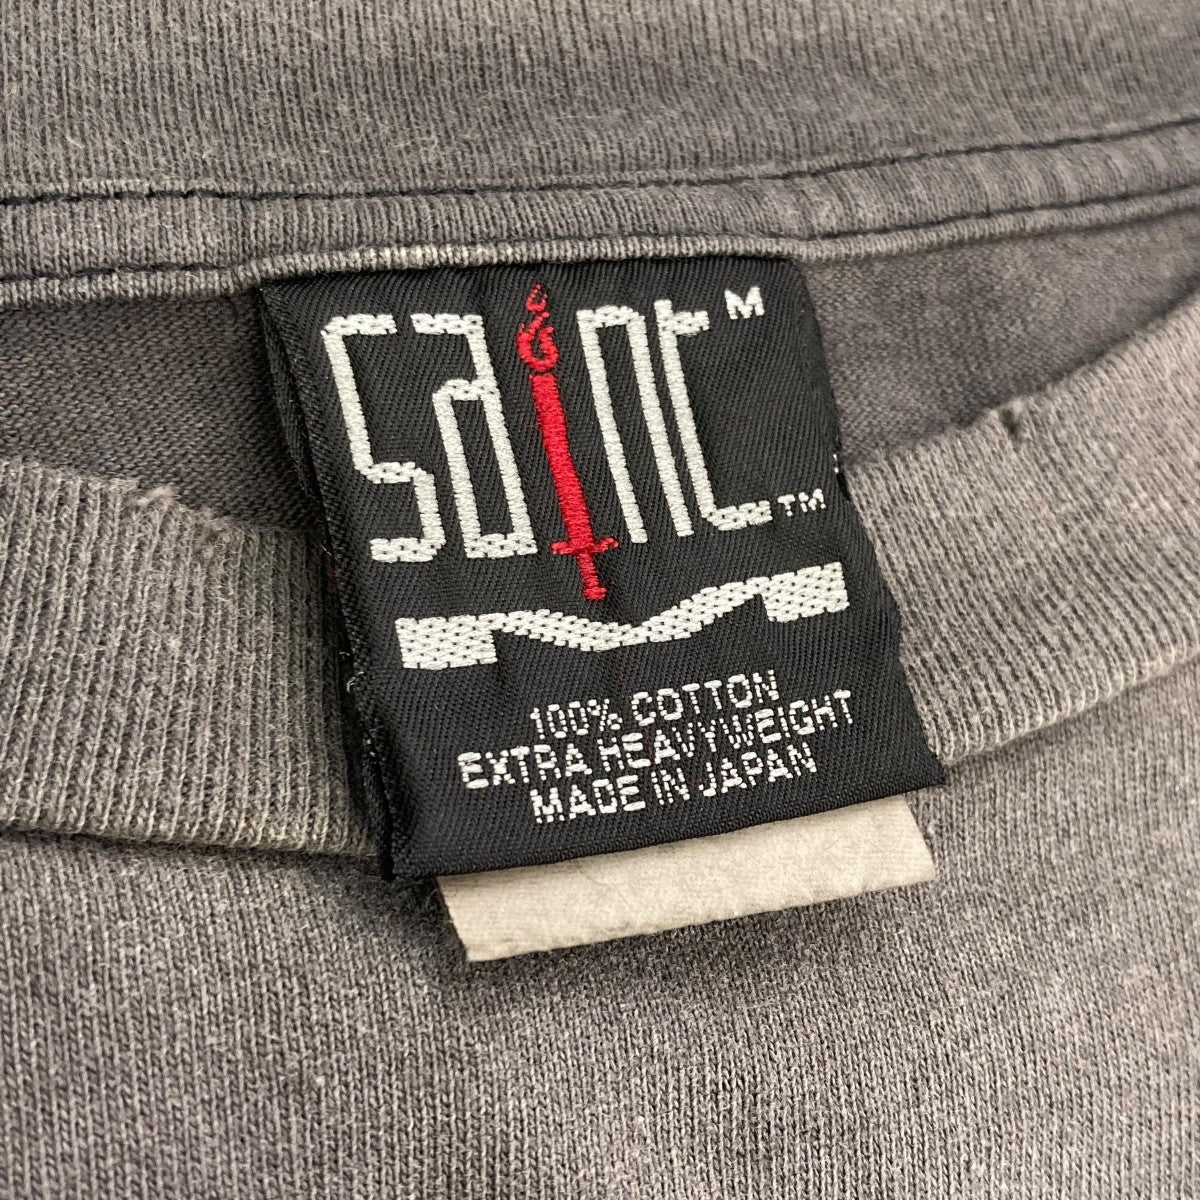 saint M
TM
100% COTTON
EXTRA HEAVYWEIGHT
MADE IN JAPAN